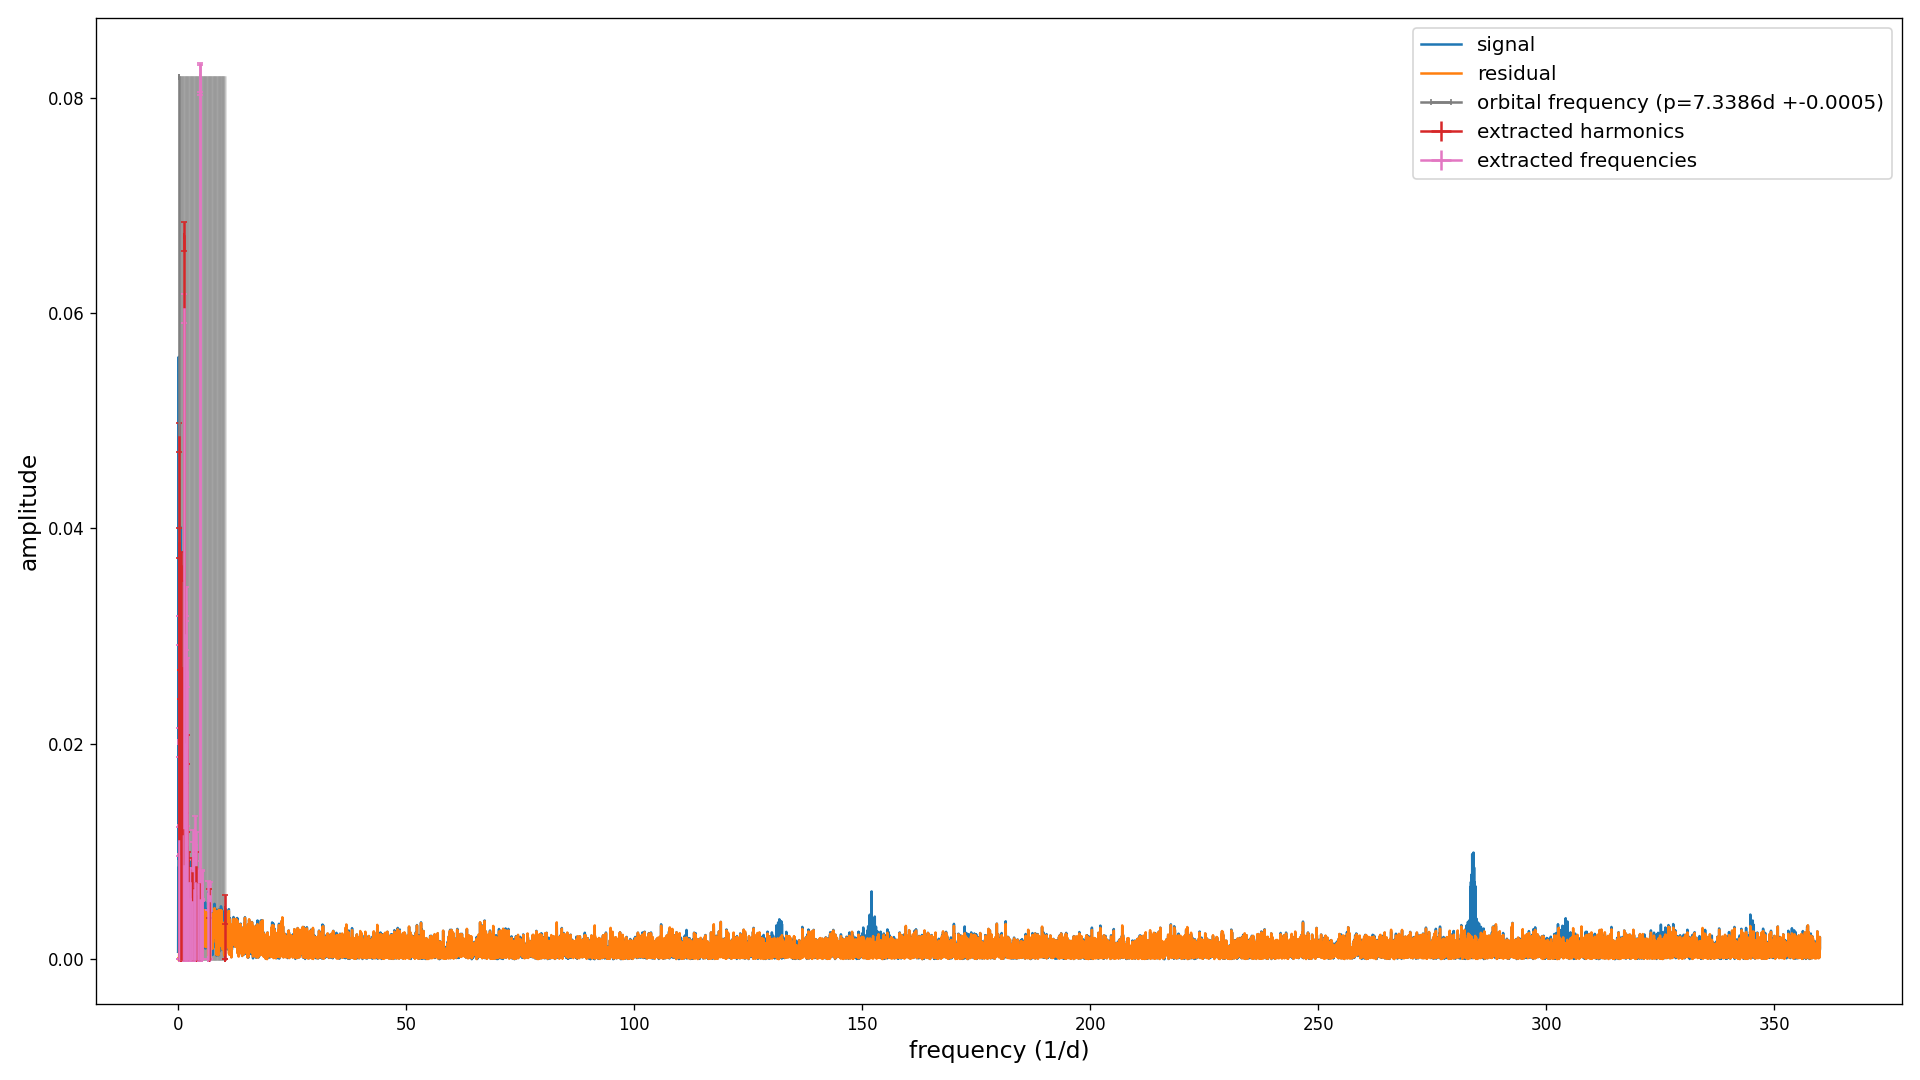 signal
residual
orbital frequency (p=7.3386d +-0.0005)
extracted harmonics
extracted frequencies
0.08
0.06
0.04
0.02
0.00
amplitude
0 50 100 150 200 250 300 350
frequency (1/d)